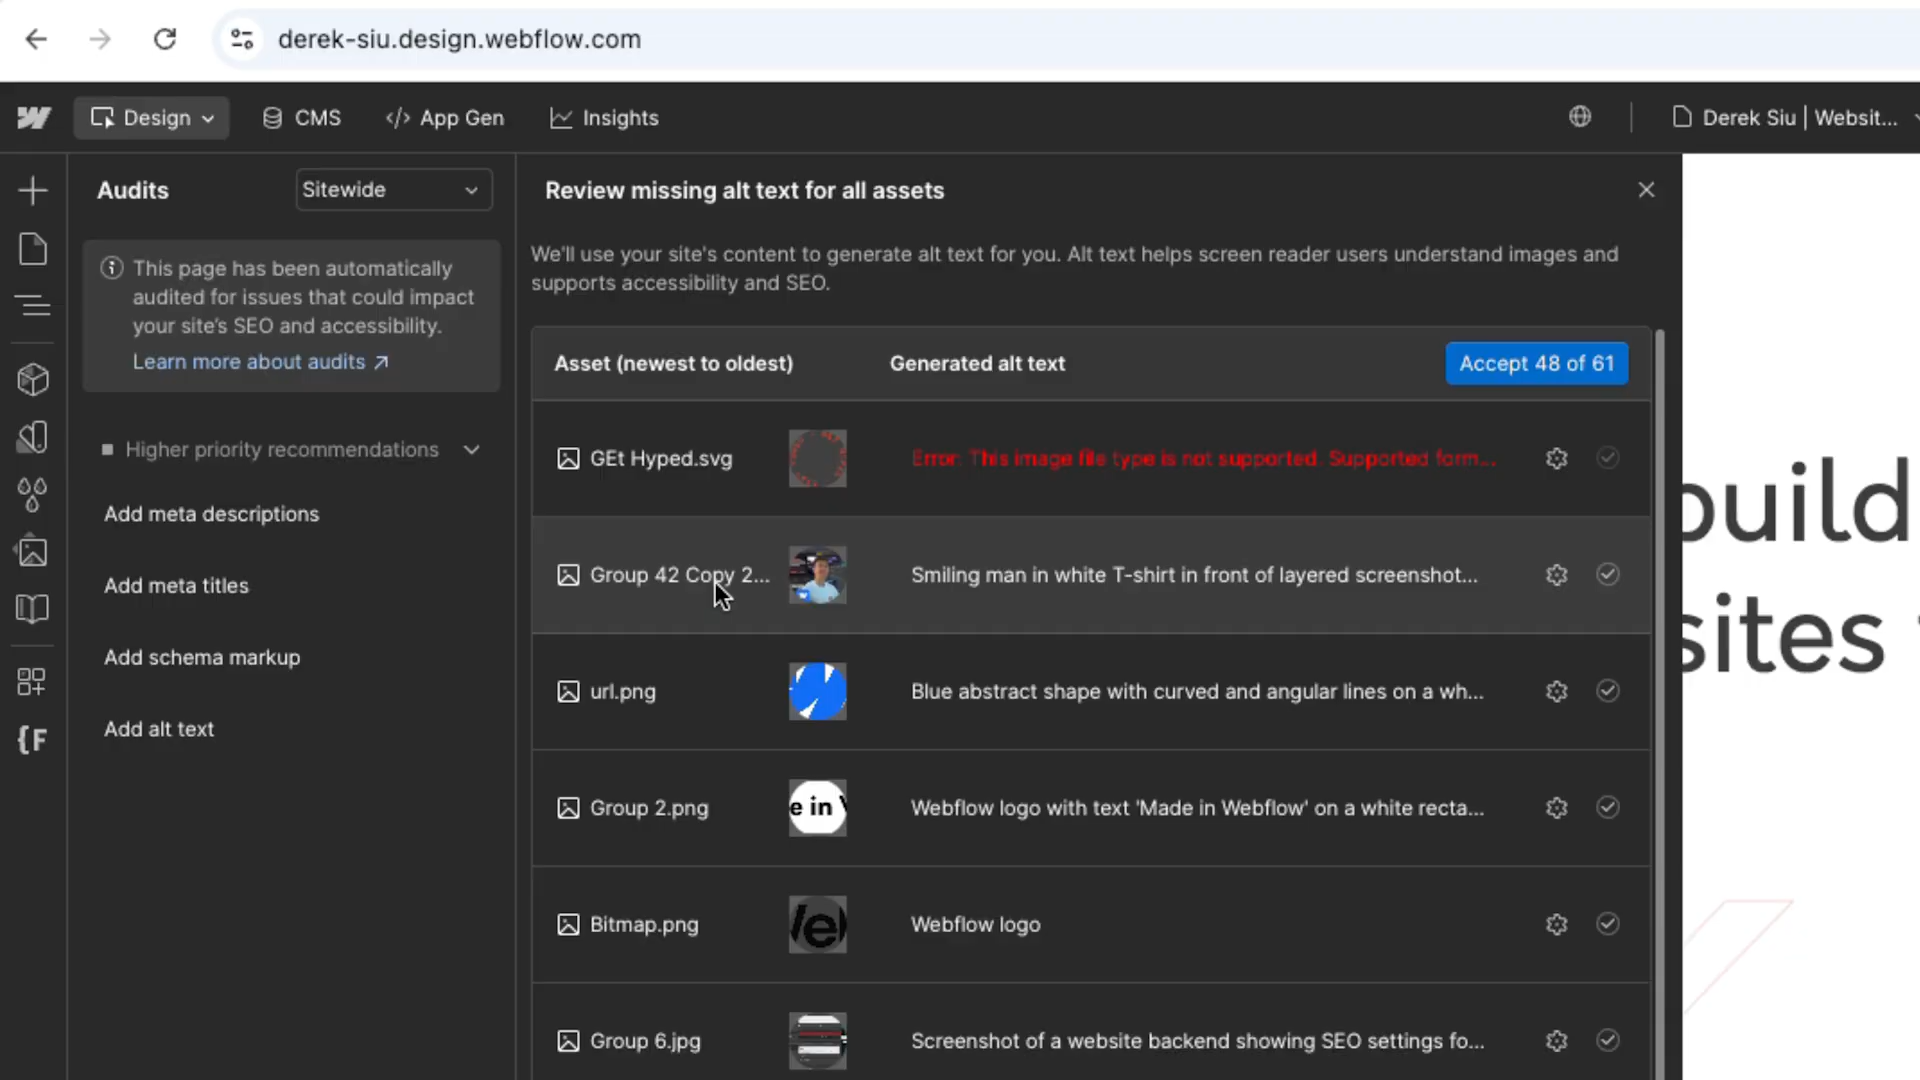 derek-siu.design.webflow.com
Design
CMS
</> App Gen
Insights
Derek Siu | Websit...
Audits
Sitewide
This page has been automatically
audited for issues that could impact
your site's SEO and accessibility.
Learn more about audits ↗
Higher priority recommendations
Add meta descriptions
Add meta titles
Add schema markup
Add alt text
{F
Review missing alt text for all assets
We'll use your site's content to generate alt text for you. Alt text helps screen reader users understand images and
supports accessibility and SEO.
Asset (newest to oldest)
Generated alt text
Accept 48 of 61
GEt Hyped.svg
Error: This image file type is not supported. Supported form...
Group 42 Copy 2...
Smiling man in white T-shirt in front of layered screenshot...
url.png
Blue abstract shape with curved and angular lines on a wh...
Group 2.png
e in
Webflow logo with text 'Made in Webflow' on a white recta...
Bitmap.png
Webflow logo
Group 6.jpg
Screenshot of a website backend showing SEO settings fo...
build
sites